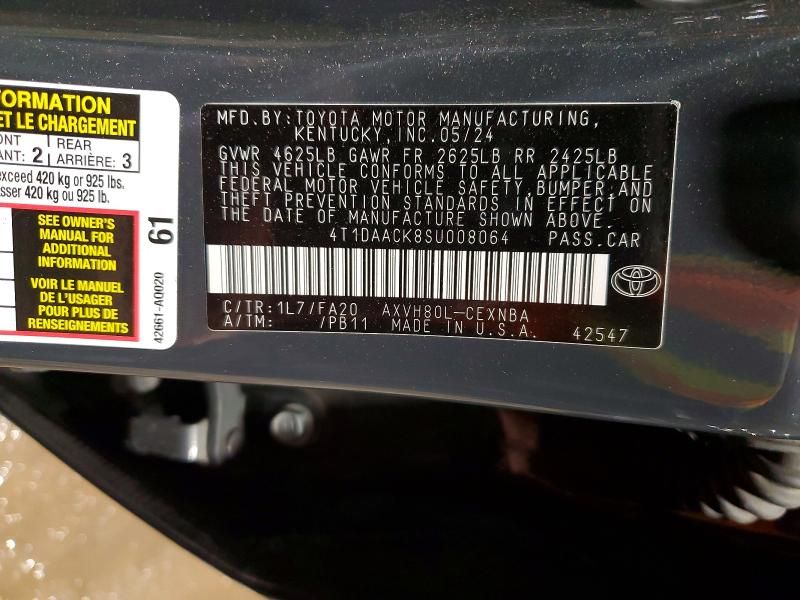 FORMATION
ET LE CHARGEMENT
ONT
ANT: 2
REAR
ARRIÈRE: 3
exceed 420 kg or 925 lbs.
sser 420 kg ou 925 lb.
SEE OWNER'S
MANUAL FOR
ADDITIONAL
INFORMATION
VOIR LE MANUEL
DE L'USAGER
POUR PLUS DE
RENSEIGNEMENTS
61
42661-A0020
MFD. BY: TOYOTA MOTOR MANUFACTURING,
KENTUCKY, INC. 05/24
GVWR 4625LB GAWR FR 2625LB RR 2425LB
THIS VEHICLE CONFORMS TO ALL APPLICABLE
FEDERAL MOTOR VEHICLE SAFETY, BUMPER, AND
THEFT PREVENTION STANDARDS IN EFFECT ON
THE DATE OF MANUFACTURE SHOWN ABOVE.
4T1DAACK8SU008064 PASS.CAR
C/TR: 1L7/FA20 AXVH80L-CEXNBA
A/TM: /PB11 MADE IN U.S.A. 42547